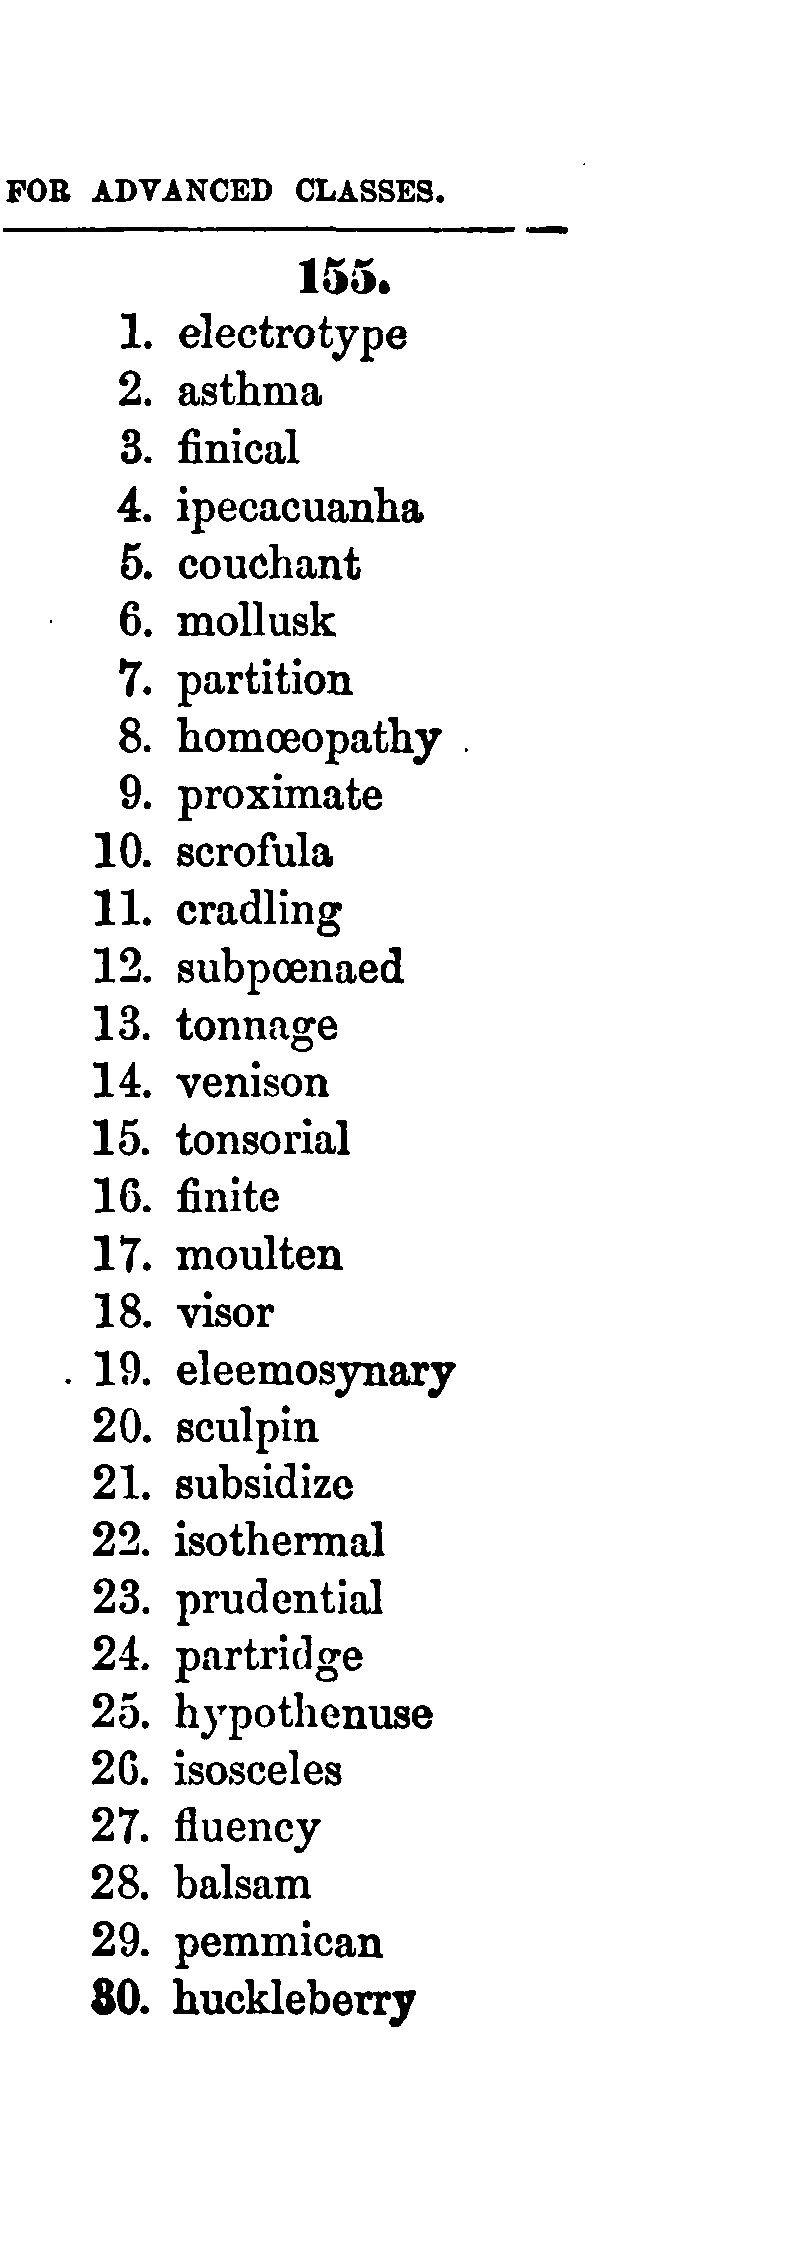 FOR ADVANCED CLASSES.
155.
1. electrotype
2. asthma
3. finical
4. ipecacuanha
5. couchant
6. mollusk
7. partition
8. homœopathy
9. proximate
10. scrofula
11. cradling
12. subpœnaed
13. tonnage
14. venison
15. tonsorial
16. finite
17. moulten
18. visor
19. eleemosynary
20. sculpin
21. subsidize
22. isothermal
23. prudential
24. partridge
25. hypothenuse
26. isosceles
27. fluency
28. balsam
29. pemmican
30. huckleberry